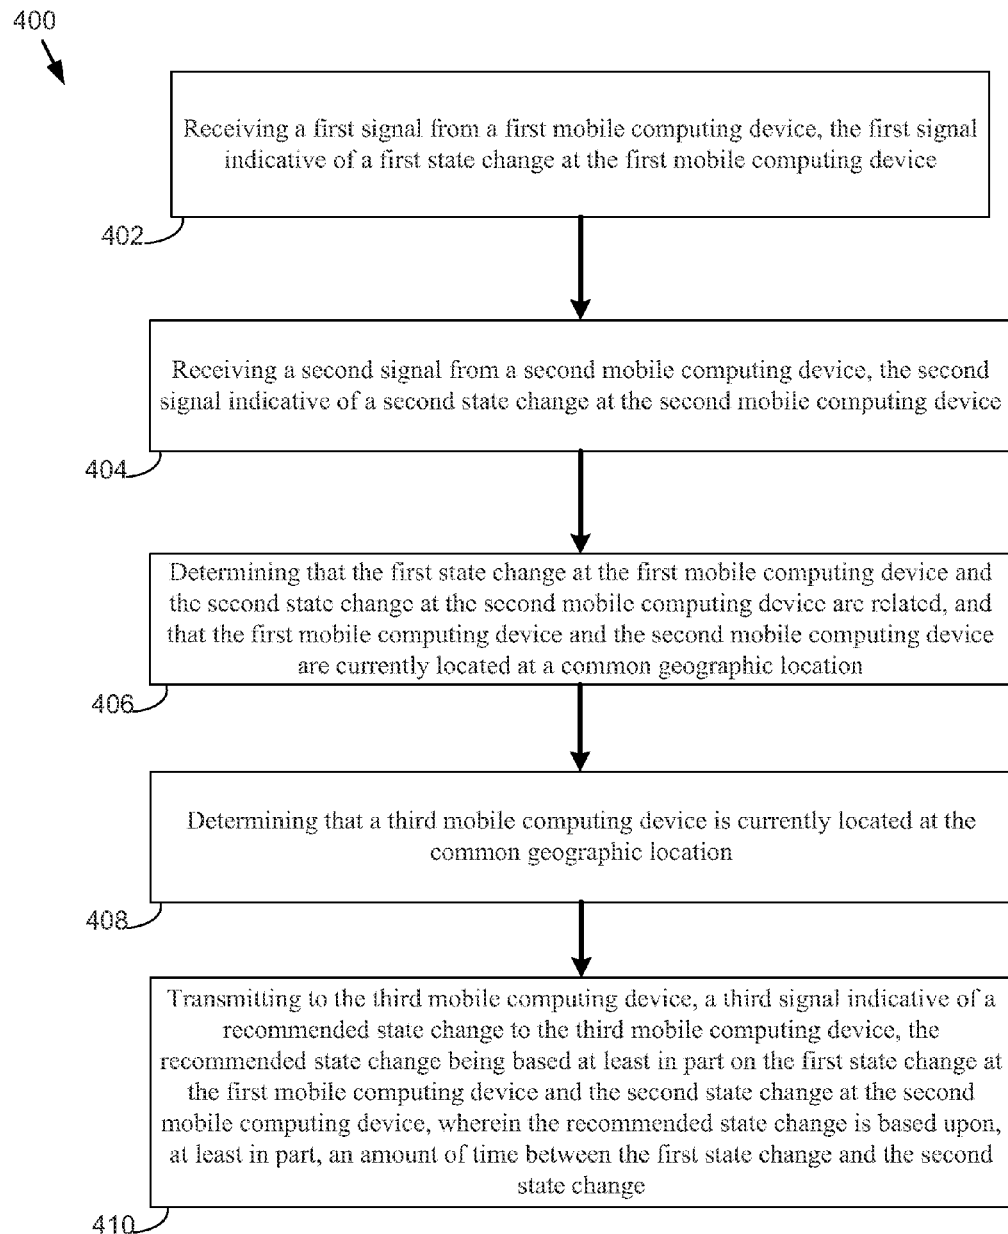 400
Receiving a first signal from a first mobile computing device, the first signal
indicative of a first state change at the first mobile computing device
402
Receiving a second signal from a second mobile computing device, the second
signal indicative of a second state change at the second mobile computing device
404
Determining that the first state change at the first mobile computing device and
the second state change at the second mobile computing device are related, and
that the first mobile computing device and the second mobile computing device
are currently located at a common geographic location
406
Determining that a third mobile computing device is currently located at the
common geographic location
408
Transmitting to the third mobile computing device, a third signal indicative of a
recommended state change to the third mobile computing device, the
recommended state change being based at least in part on the first state change at
the first mobile computing device and the second state change at the second
mobile computing device, wherein the recommended state change is based upon,
at least in part, an amount of time between the first state change and the second
state change
410